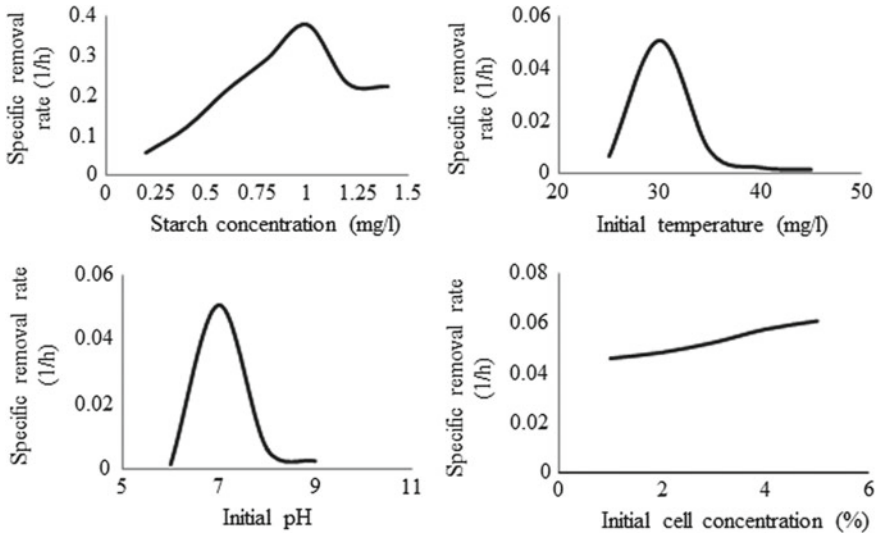 Specific removal
rate (1/h)
0.4
0.3
0.2
0.1
0
0 0.25 0.5 0.75 1 1.25 1.5
Starch concentration (mg/l)
Specific removal
rate (1/h)
0.06
0.04
0.02
0
20 30 40 50
Initial temperature (mg/l)
Specific removal rate
(1/h)
0.06
0.04
0.02
0
5 7 9 11
Initial pH
Specific removal rate
(1/h)
0.08
0.06
0.04
0.02
0
0 2 4 6
Initial cell concentration (%)